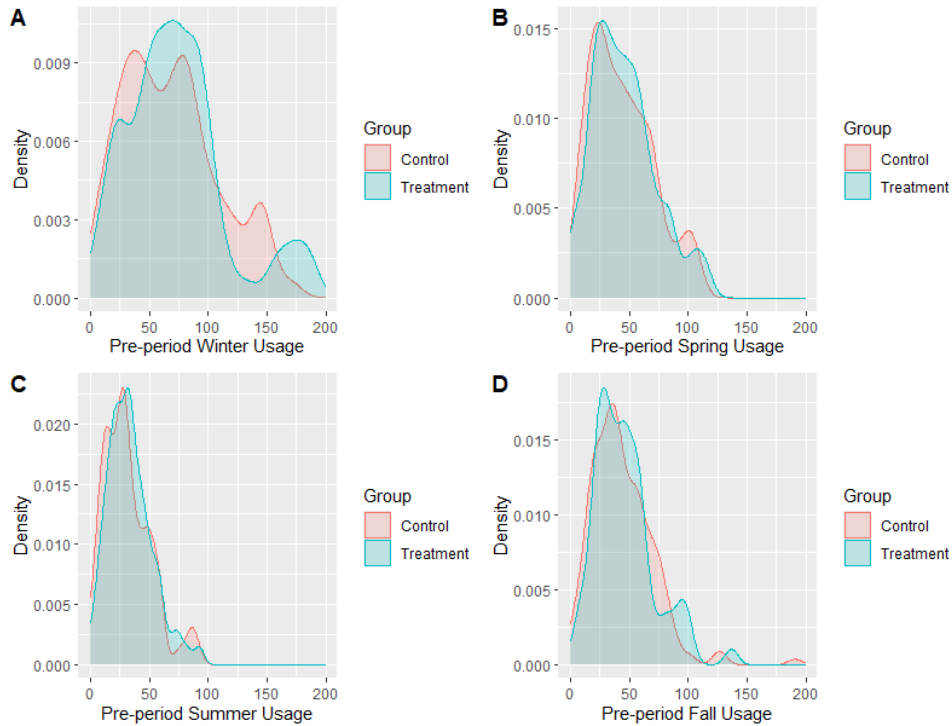 A
Density
0.009
0.006
0.003
0.000
0 50 100 150 200
Pre-period Winter Usage
Group
Control
Treatment
B
Density
0.015
0.010
0.005
0.000
0 50 100 150 200
Pre-period Spring Usage
Group
Control
Treatment
C
Density
0.020
0.015
0.010
0.005
0.000
0 50 100 150 200
Pre-period Summer Usage
Group
Control
Treatment
D
Density
0.015
0.010
0.005
0.000
0 50 100 150 200
Pre-period Fall Usage
Group
Control
Treatment